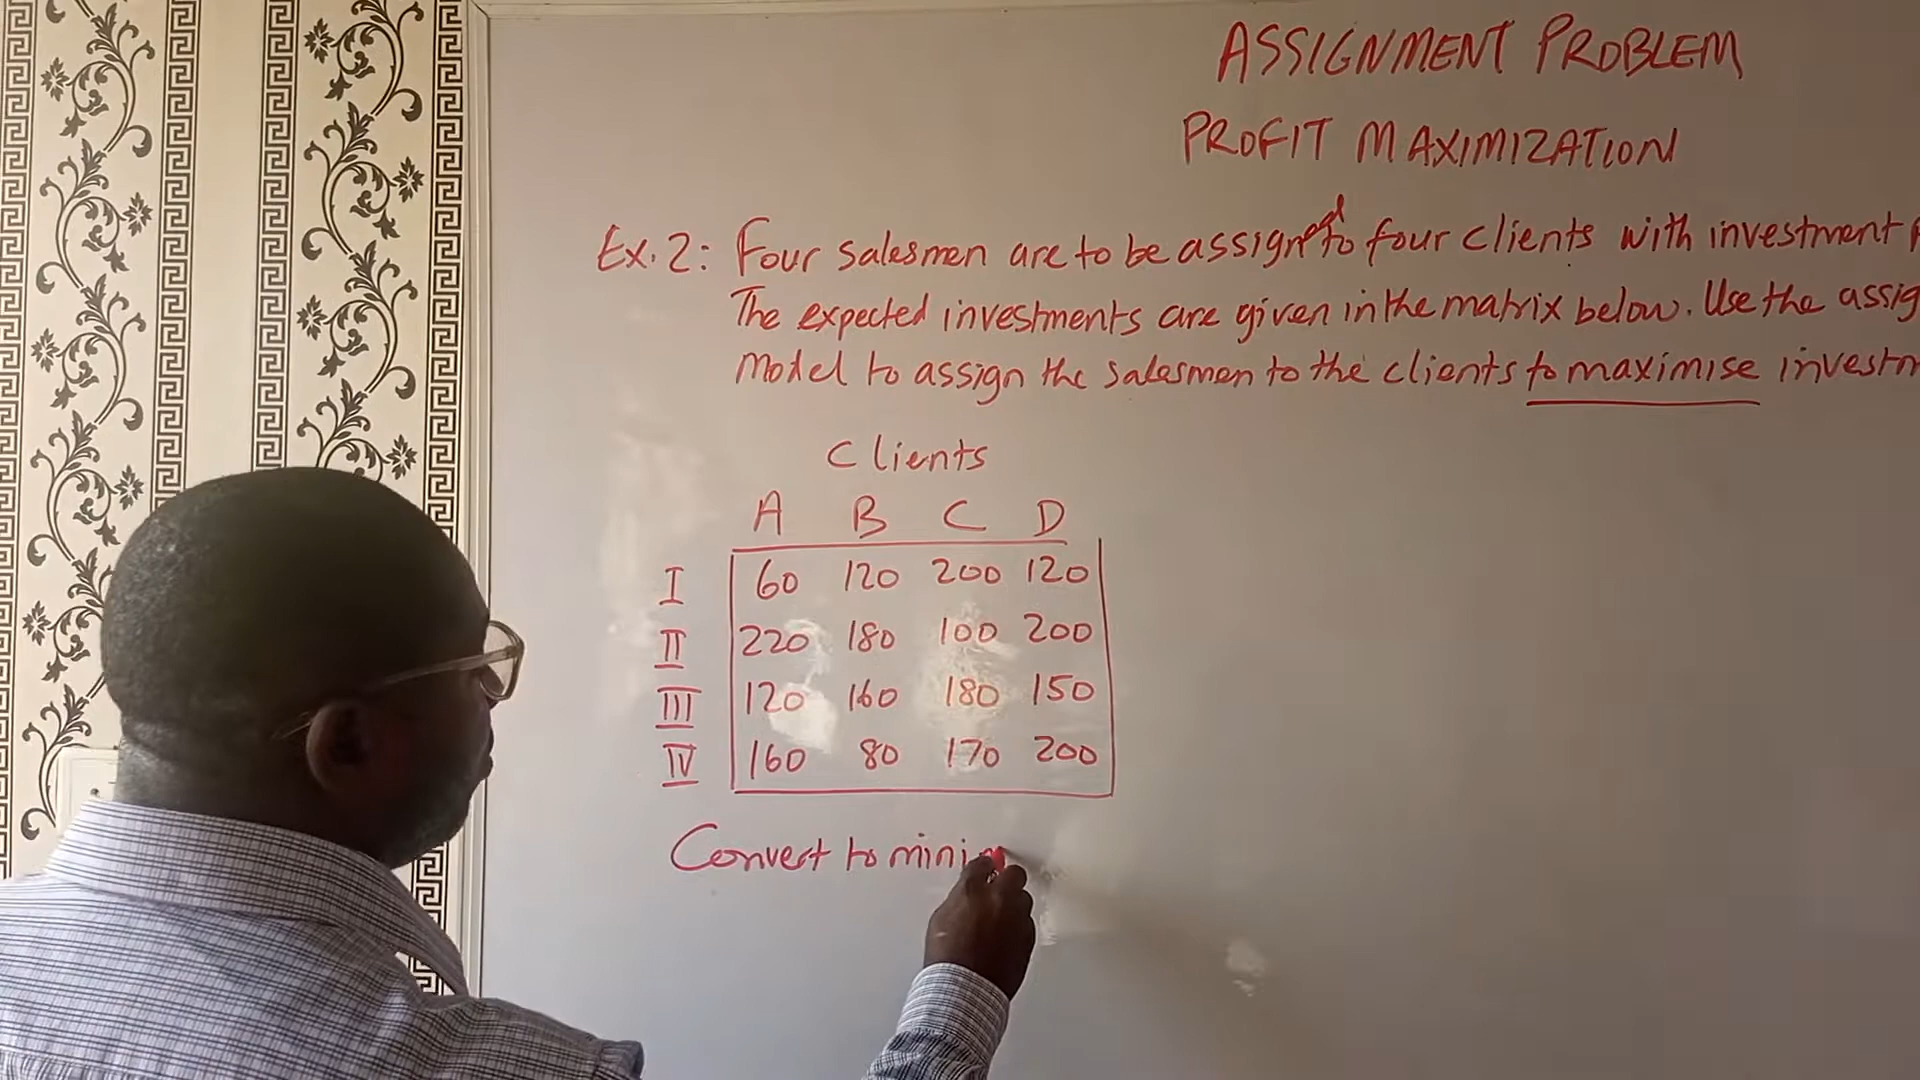 ASSIGNMENT PROBLEM
PROFIT MAXIMIZATION
Ex. 2: Four salesmen are to be assigned to four clients with investment
The expected investments are given in the matrix below. Use the assig
model to assign the salesmen to the clients to maximise investm
Clients
A B C D
I 60 120 200 120
II 220 180 100 200
III 120 160 180 150
IV 160 80 170 200
Convert to minim